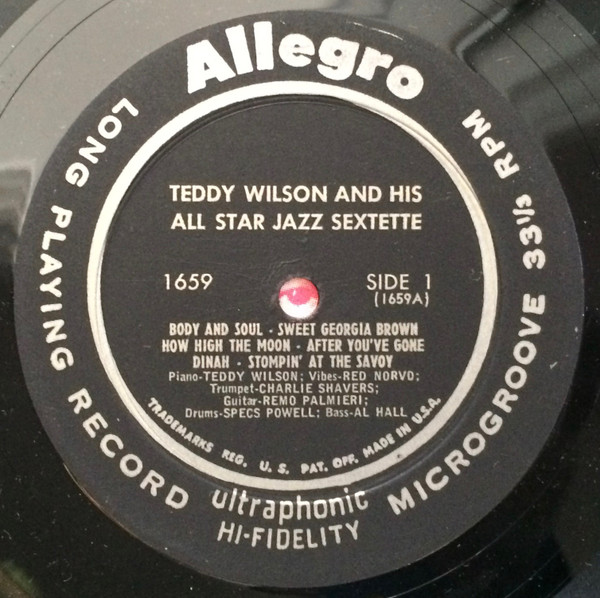 Allegro
LONG PLAYING RECORD
MICROGROOVE 33 1/3 RPM
TEDDY WILSON AND HIS
ALL STAR JAZZ SEXTETTE
1659
SIDE 1
(1659A)
BODY AND SOUL - SWEET GEORGIA BROWN
HOW HIGH THE MOON - AFTER YOU'VE GONE
DINAH - STOMPIN' AT THE SAVOY
Piano-TEDDY WILSON; Vibes-RED NORVO;
Trumpet-CHARLIE SHAVERS;
Guitar-REMO PALMIERI;
Drums-SPECS POWELL; Bass-AL HALL
TRADEMARKS REG. U. S. PAT. OFF. MADE IN U.S.A.
ultraphonic
HI-FIDELITY